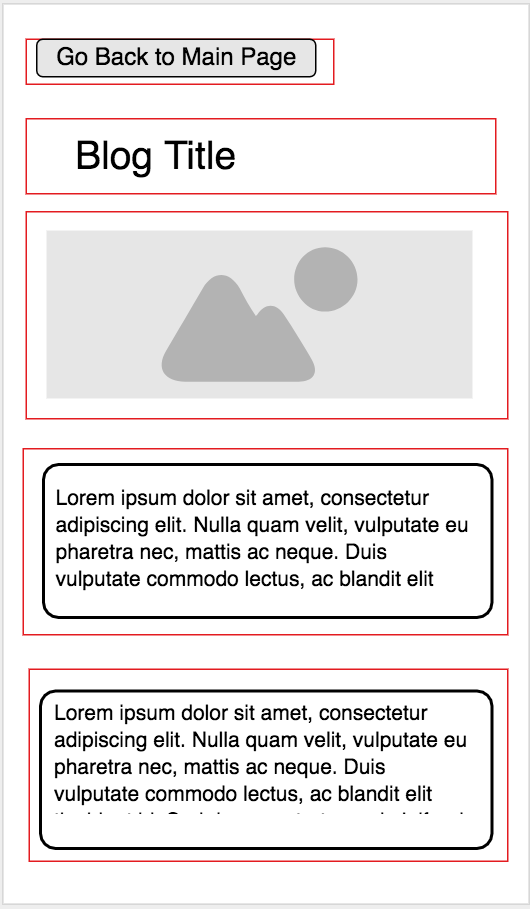 Go Back to Main Page
Blog Title
Lorem ipsum dolor sit amet, consectetur
adipiscing elit. Nulla quam velit, vulputate eu
pharetra nec, mattis ac neque. Duis
vulputate commodo lectus, ac blandit elit
Lorem ipsum dolor sit amet, consectetur
adipiscing elit. Nulla quam velit, vulputate eu
pharetra nec, mattis ac neque. Duis
vulputate commodo lectus, ac blandit elit